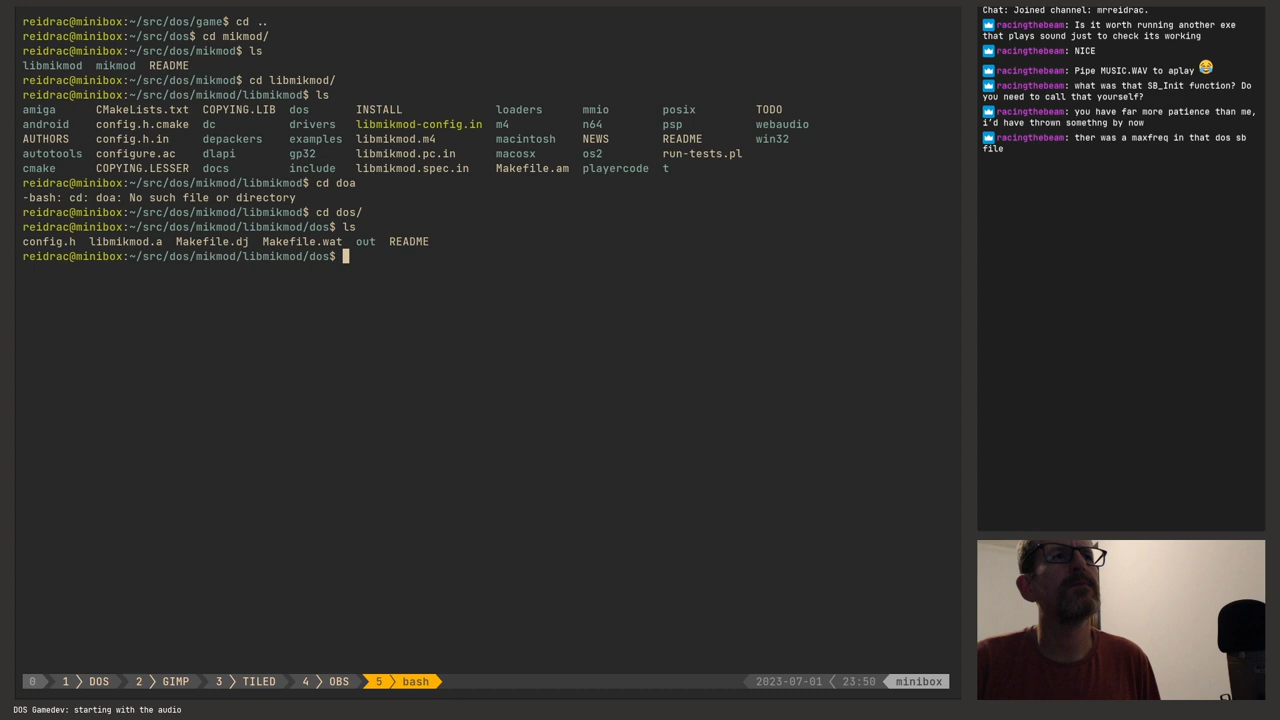 reidrac@minibox:~/src/dos/game$ cd ..
reidrac@minibox:~/src/dos$ cd mikmod/
reidrac@minibox:~/src/dos/mikmod$ ls
libmikmod  mikmod  README
reidrac@minibox:~/src/dos/mikmod$ cd libmikmod/
reidrac@minibox:~/src/dos/mikmod/libmikmod$ ls
amiga      CMakeLists.txt  COPYING.LIB  dos       INSTALL              loaders      mmio        posix         TODO
android    config.h.cmake  dc           drivers   libmikmod-config.in  m4           n64         psp           webaudio
AUTHORS    config.h.in     depackers    examples  libmikmod.m4         macintosh    NEWS        README        win32
autotools  configure.ac    dlapi        gp32      libmikmod.pc.in      macosx       os2         run-tests.pl
cmake      COPYING.LESSER  docs         include   libmikmod.spec.in    Makefile.am  playercode  t
reidrac@minibox:~/src/dos/mikmod/libmikmod$ cd doa
-bash: cd: doa: No such file or directory
reidrac@minibox:~/src/dos/mikmod/libmikmod$ cd dos/
reidrac@minibox:~/src/dos/mikmod/libmikmod/dos$ ls
config.h  libmikmod.a  Makefile.dj  Makefile.wat  out  README
reidrac@minibox:~/src/dos/mikmod/libmikmod/dos$
0 1 DOS 2 GIMP 3 TILED 4 OBS 5 bash 2023-07-01 23:50 minibox
DOS Gamedev: starting with the audio
Chat: Joined channel: mrreidrac.
racingthebeam: Is it worth running another exe
that plays sound just to check its working
racingthebeam: NICE
racingthebeam: Pipe MUSIC.WAV to aplay 😂
racingthebeam: what was that SB_Init function? Do
you need to call that yourself?
racingthebeam: you have far more patience than me,
i'd have thrown somethng by now
racingthebeam: ther was a maxfreq in that dos sb
file